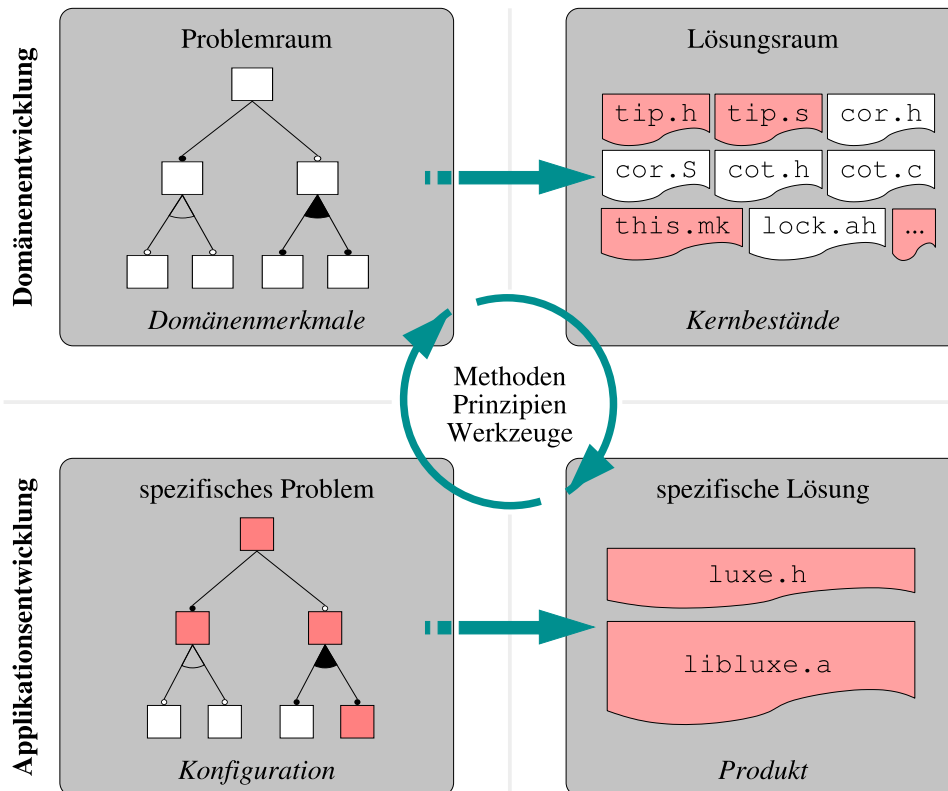 Domänenentwicklung
Problemraum
Domänenmerkmale
Lösungsraum
tip.h tip.s cor.h
cor.S cot.h cot.c
this.mk lock.ah ...
Kernbestände
Methoden
Prinzipien
Werkzeuge
Applikationsentwicklung
spezifisches Problem
Konfiguration
spezifische Lösung
luxe.h
libluxe.a
Produkt